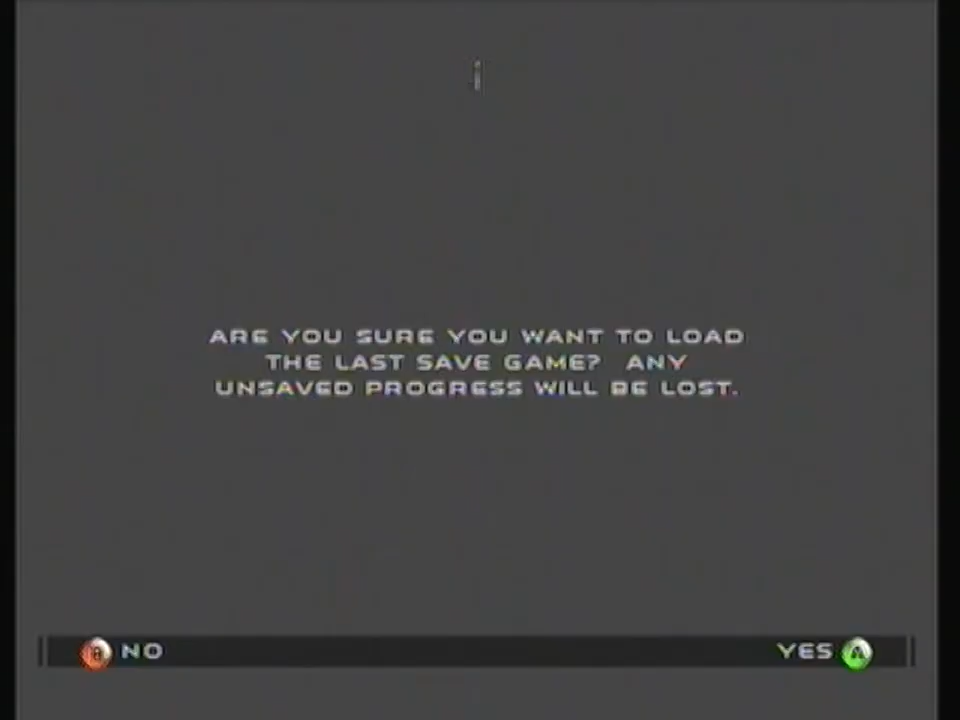 ARE YOU SURE YOU WANT TO LOAD
THE LAST SAVE GAME? ANY
UNSAVED PROGRESS WILL BE LOST.
B NO
YES A